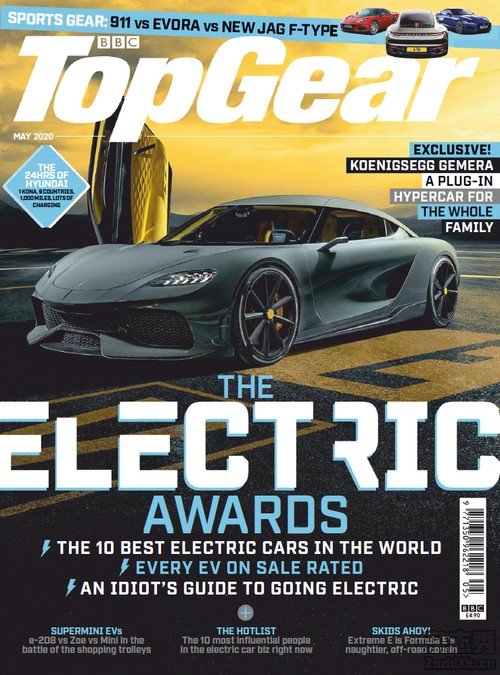 SPORTS GEAR: 911 vs EVORA vs NEW JAG F-TYPE
BBC
TopGear
MAY 2020
THE
24HRS OF
HYUNDAI
1 KONA, 9 COUNTRIES,
1,000 MILES, LOTS OF
CHARGING
EXCLUSIVE!
KOENIGSEGG GEMERA
A PLUG-IN
HYPERCAR FOR
THE WHOLE
FAMILY
THE
ELECTRIC
AWARDS
THE 10 BEST ELECTRIC CARS IN THE WORLD
EVERY EV ON SALE RATED
AN IDIOT'S GUIDE TO GOING ELECTRIC
9 771350 962218
05>
BBC
£4.90
+
SUPERMINI EVs
e-208 vs Zoe vs Mini in the
battle of the shopping trolleys
THE HOTLIST
The 10 most influential people
in the electric car biz right now
SKIDS AHOY!
Extreme E is Formula E's
naughtier, off-road cousin